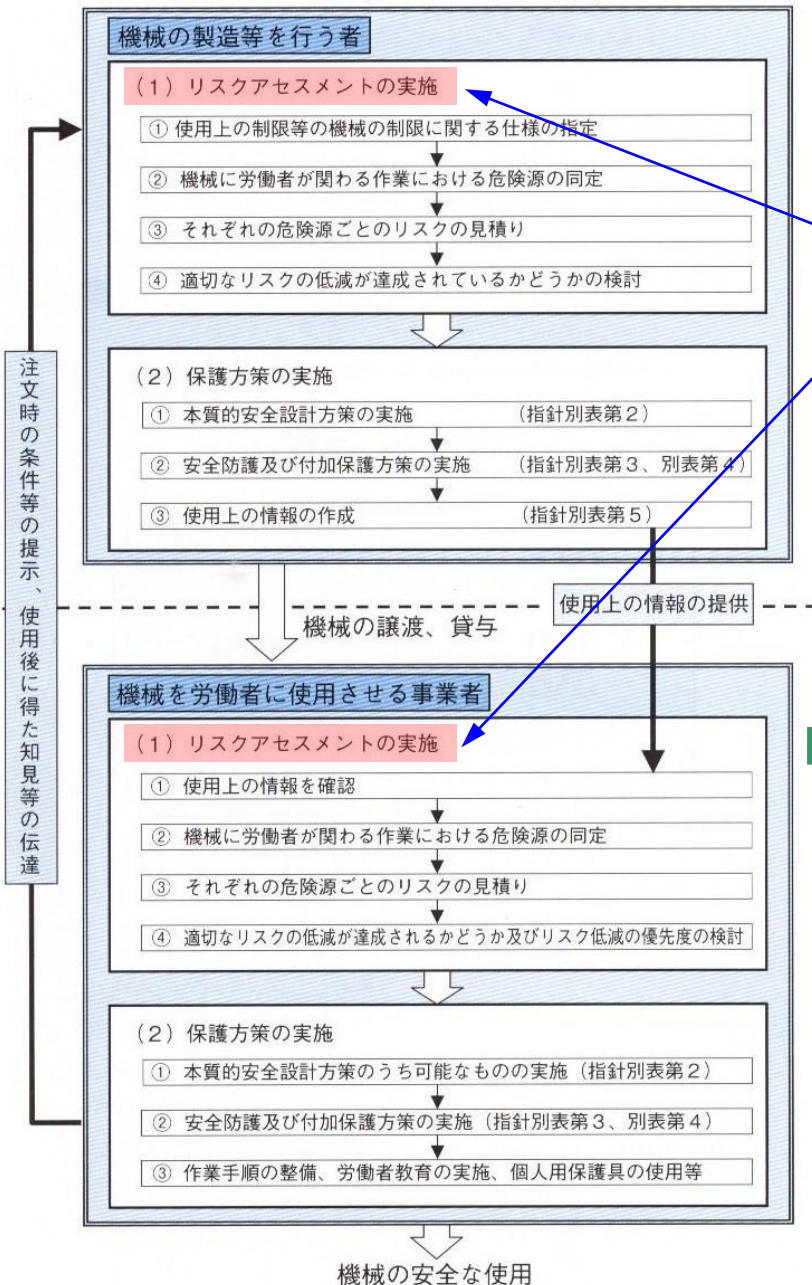 機械の製造等を行う者
(1) リスクアセスメントの実施
① 使用上の制限等の機械の制限に関する仕様の指定
② 機械に労働者が関わる作業における危険源の同定
③ それぞれの危険源ごとのリスクの見積り
④ 適切なリスクの低減が達成されているかどうかの検討
(2) 保護方策の実施
① 本質的安全設計方策の実施 (指針別表第2)
② 安全防護及び付加保護方策の実施 (指針別表第3、別表第4)
③ 使用上の情報の作成 (指針別表第5)
注文時の条件等の提示、使用後に得た知見等の伝達
使用上の情報の提供
機械の譲渡、貸与
機械を労働者に使用させる事業者
(1) リスクアセスメントの実施
① 使用上の情報を確認
② 機械に労働者が関わる作業における危険源の同定
③ それぞれの危険源ごとのリスクの見積り
④ 適切なリスクの低減が達成されるかどうか及びリスク低減の優先度の検討
(2) 保護方策の実施
① 本質的安全設計方策のうち可能なものの実施 (指針別表第2)
② 安全防護及び付加保護方策の実施 (指針別表第3、別表第4)
③ 作業手順の整備、労働者教育の実施、個人用保護具の使用等
機械の安全な使用